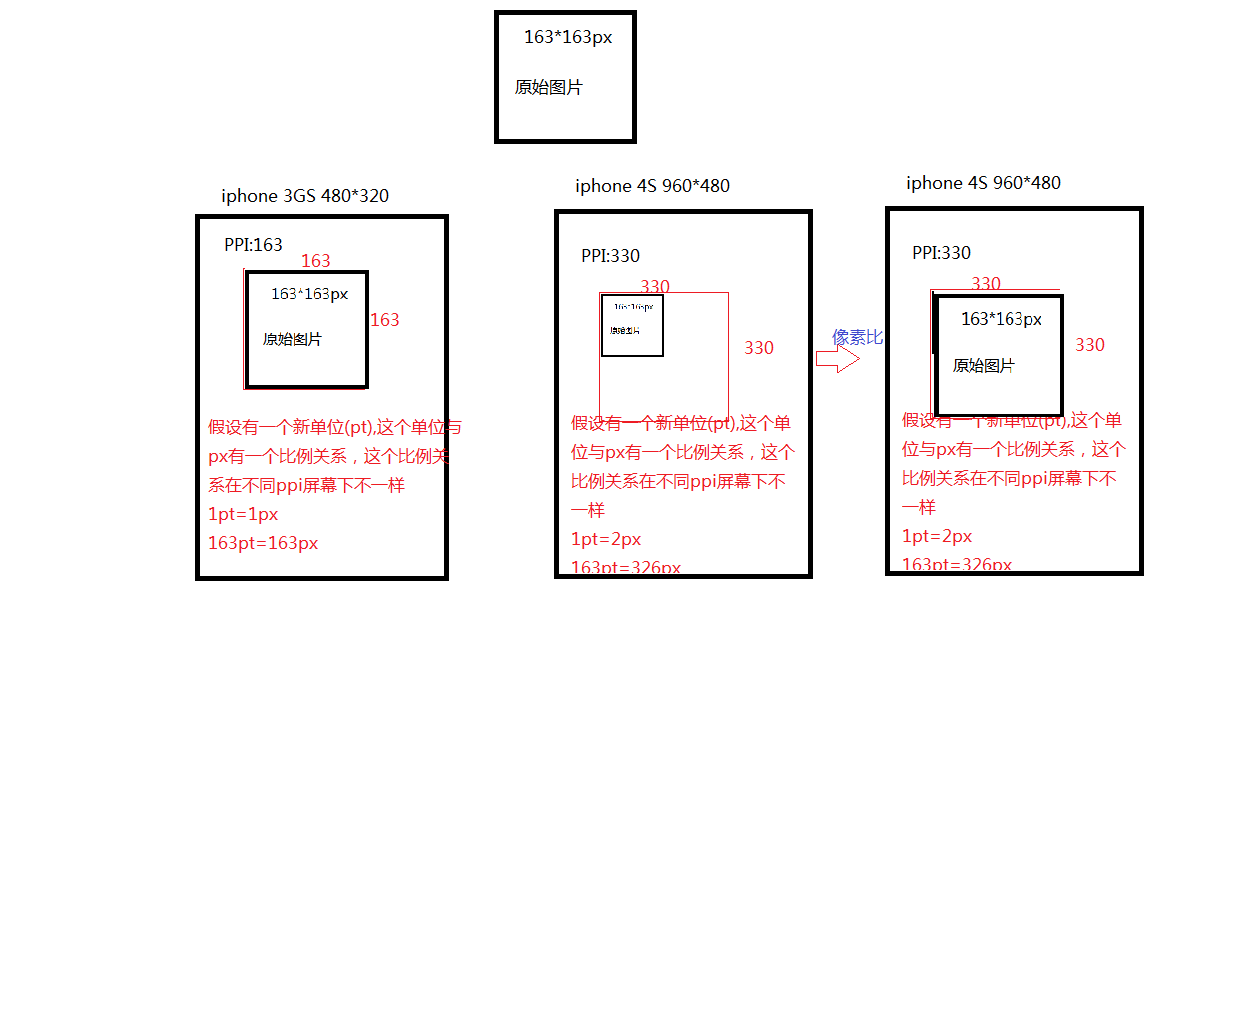 163*163px
原始图片
iphone 3GS 480*320
PPI:163
163
163*163px
163
原始图片
假设有一个新单位(pt),这个单位与
px有一个比例关系，这个比例关
系在不同ppi屏幕下不一样
1pt=1px
163pt=163px
iphone 4S 960*480
PPI:330
330
163*163px
原始图片
330
假设有一个新单位(pt),这个单
位与px有一个比例关系，这个
比例关系在不同ppi屏幕下不
一样
1pt=2px
163pt=326px
像素比
iphone 4S 960*480
PPI:330
330
163*163px
330
原始图片
假设有一个新单位(pt),这个单
位与px有一个比例关系，这个
比例关系在不同ppi屏幕下不
一样
1pt=2px
163pt=326px